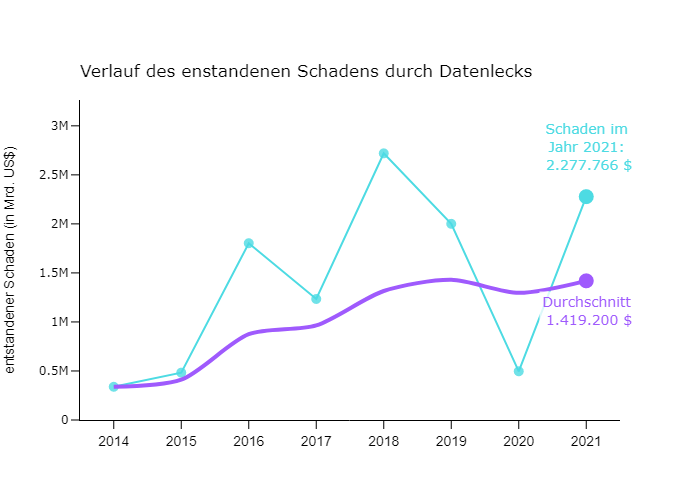 Verlauf des enstandenen Schadens durch Datenlecks
entstandener Schaden (in Mrd. US$)
3M
2.5M
2M
1.5M
1M
0.5M
0
Schaden im
Jahr 2021:
2.277.766 $
Durchschnitt
1.419.200 $
2014 2015 2016 2017 2018 2019 2020 2021